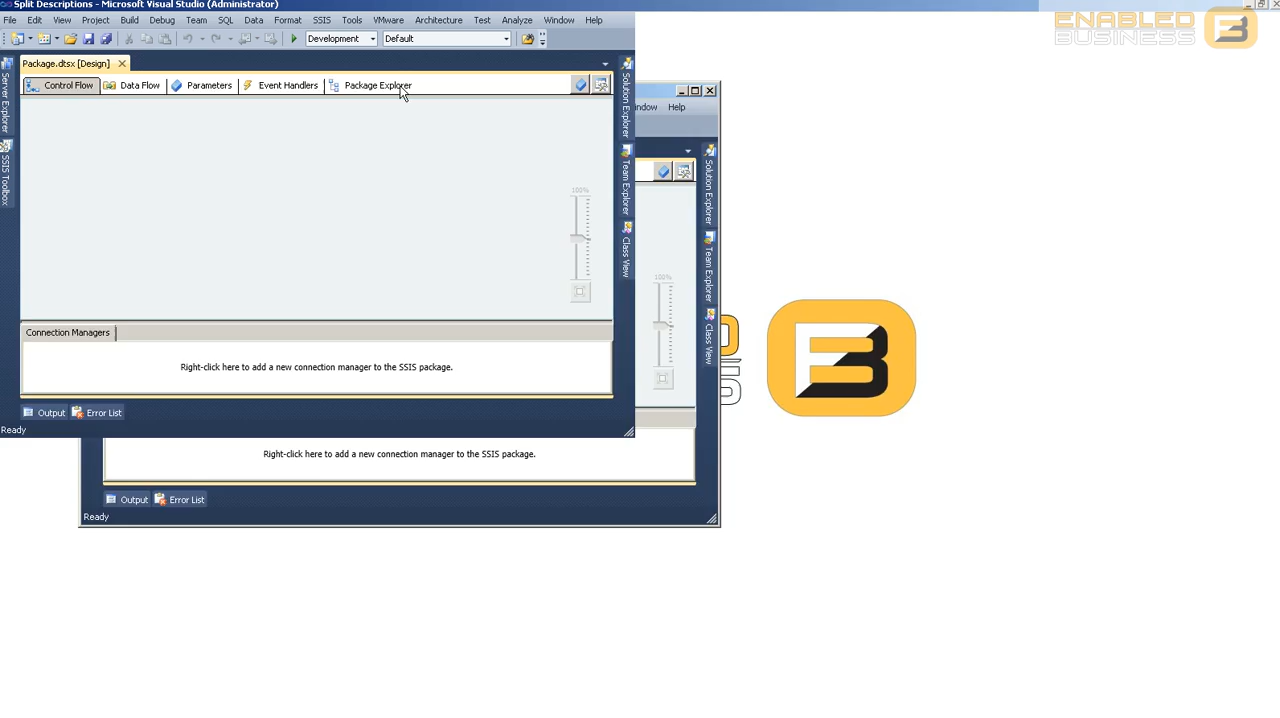 Split Descriptions - Microsoft Visual Studio (Administrator)
ENABLED
BUSINESS
File Edit View Project Build Debug Team SQL Data Format SSIS Tools VMware Architecture Test Analyze Window Help
Development Default
Package.dtsx [Design]
Control Flow Data Flow Parameters Event Handlers Package Explorer
Server Explorer
SSIS Toolbox
Solution Explorer
Team Explorer
Class View
100%
Connection Managers
Right-click here to add a new connection manager to the SSIS package.
Output Error List
Ready
Help
Solution Explorer
Team Explorer
Class View
100%
Right-click here to add a new connection manager to the SSIS package.
Output Error List
Ready